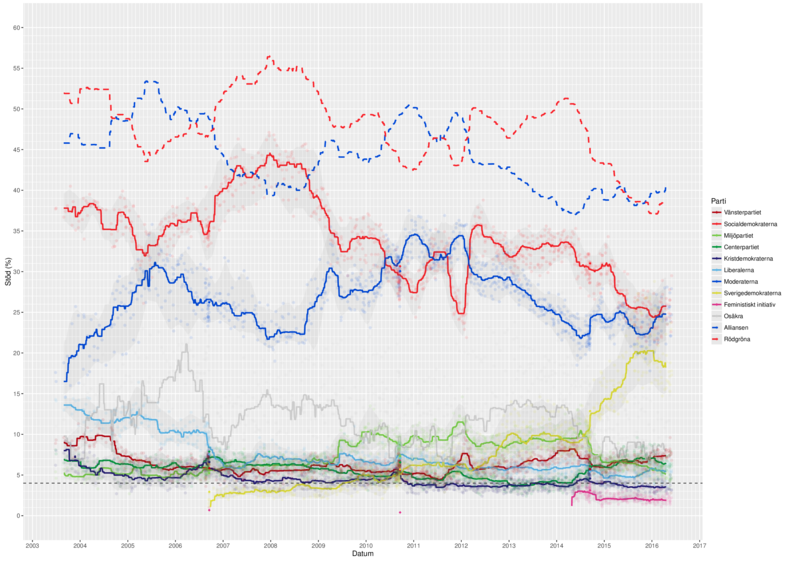 60
55
50
45
40
35
30
25
20
15
10
5
0
Stöd (%)
2003 2004 2005 2006 2007 2008 2009 2010 2011 2012 2013 2014 2015 2016 2017
Datum
Parti
Vänsterpartiet
Socialdemokraterna
Miljöpartiet
Centerpartiet
Kristdemokraterna
Liberalerna
Moderaterna
Sverigedemokraterna
Feministiskt initiativ
Osäkra
Alliansen
Rödgröna